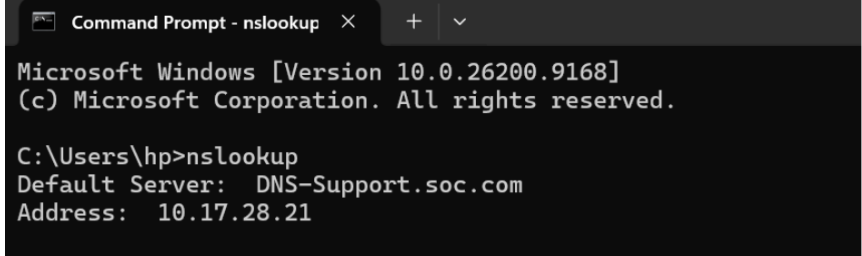 Command Prompt - nslookup
Microsoft Windows [Version 10.0.26200.9168]
(c) Microsoft Corporation. All rights reserved.
C:\Users\hp>nslookup
Default Server:  DNS-Support.soc.com
Address:  10.17.28.21